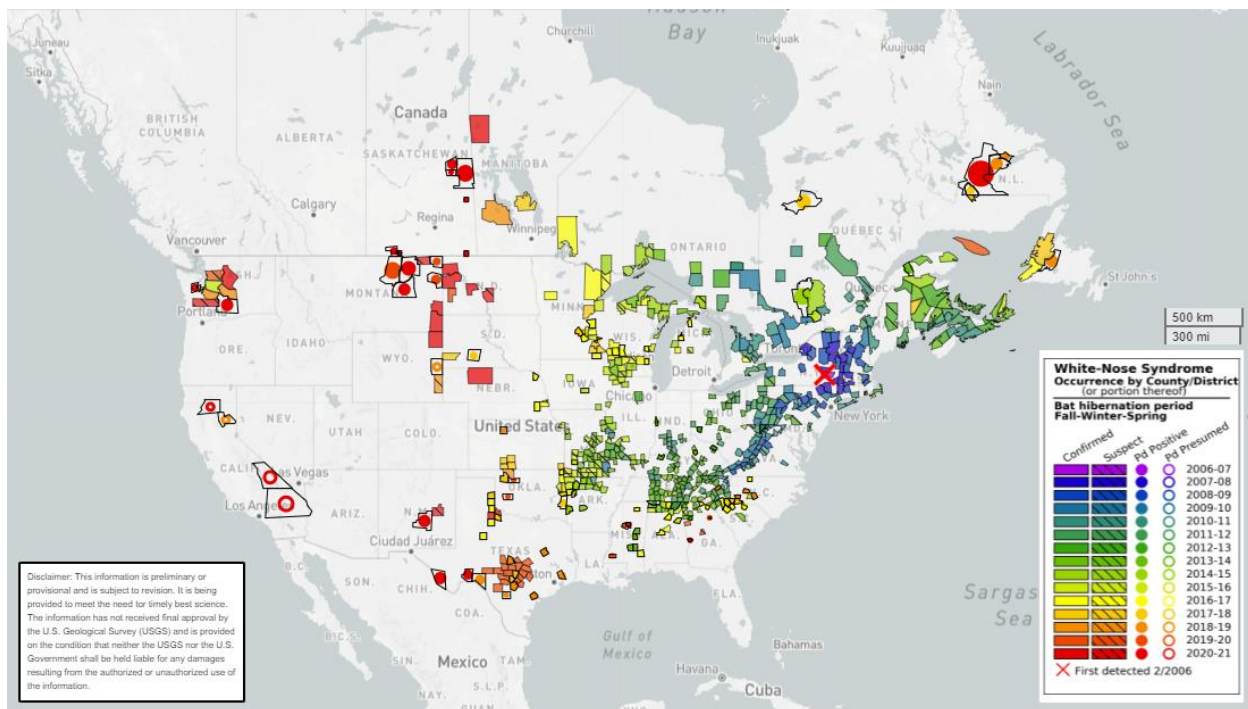 Hudson
Bay
Churchill
Inukjuak
Kuujjuaq
Labrador
Sea
Juneau
Sitka
Nain
BRITISH
COLUMBIA
ALBERTA
Canada
SASKATCHEWAN
MANITOBA
N.L.
Calgary
Regina
Winnipeg
ONTARIO
QUÉBEC
Vancouver
St John's
MINN
Portland
IDAHO
S.D.
WIS.
ORE.
WYO.
NEBR.
IOWA
Chicago
Detroit
New York
500 km
300 mi
NEV.
UTAH
COLO.
United States
ILL.
IND.
OHIO
Los Angeles
ARIZ.
OKLA.
ARK.
Ciudad Juárez
TEXAS
MISS.
ALA.
GA.
LA.
B.C.
SON.
CHIH.
COA.
FLA.
B.C.S.
Gulf of
Mexico
Bahamas
Sargas
Sea
SIN.
TAM.
Mexico
S.L.P.
NAY.
Havana
Cuba
Disclaimer: This information is preliminary or
provisional and is subject to revision. It is being
provided to meet the need tor timely best science.
The information has not received final approval by
the U.S. Geological Survey (USGS) and is provided
on the condition that neither the USGS nor the U.S.
Government shall be held liable for any damages
resulting from the authorized or unauthorized use of
the information.
White-Nose Syndrome
Occurrence by County/District
(or portion thereof)
Bat hibernation period
Fall-Winter-Spring
Confirmed
Suspect
Pd Positive
Pd Presumed
2006-07
2007-08
2008-09
2009-10
2010-11
2011-12
2012-13
2013-14
2014-15
2015-16
2016-17
2017-18
2018-19
2019-20
2020-21
First detected 2/2006